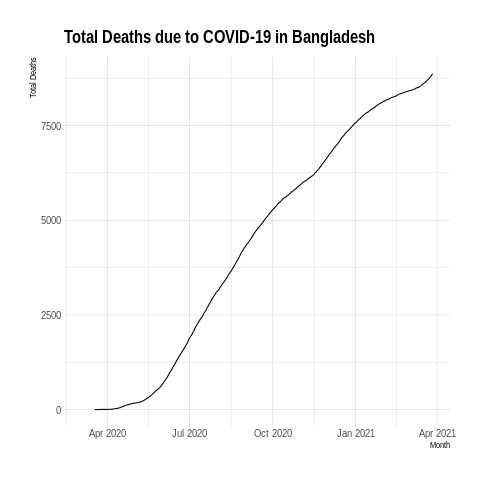 Total Deaths due to COVID-19 in Bangladesh
Total Deaths
7500
5000
2500
0
Apr 2020
Jul 2020
Oct 2020
Jan 2021
Apr 2021
Month